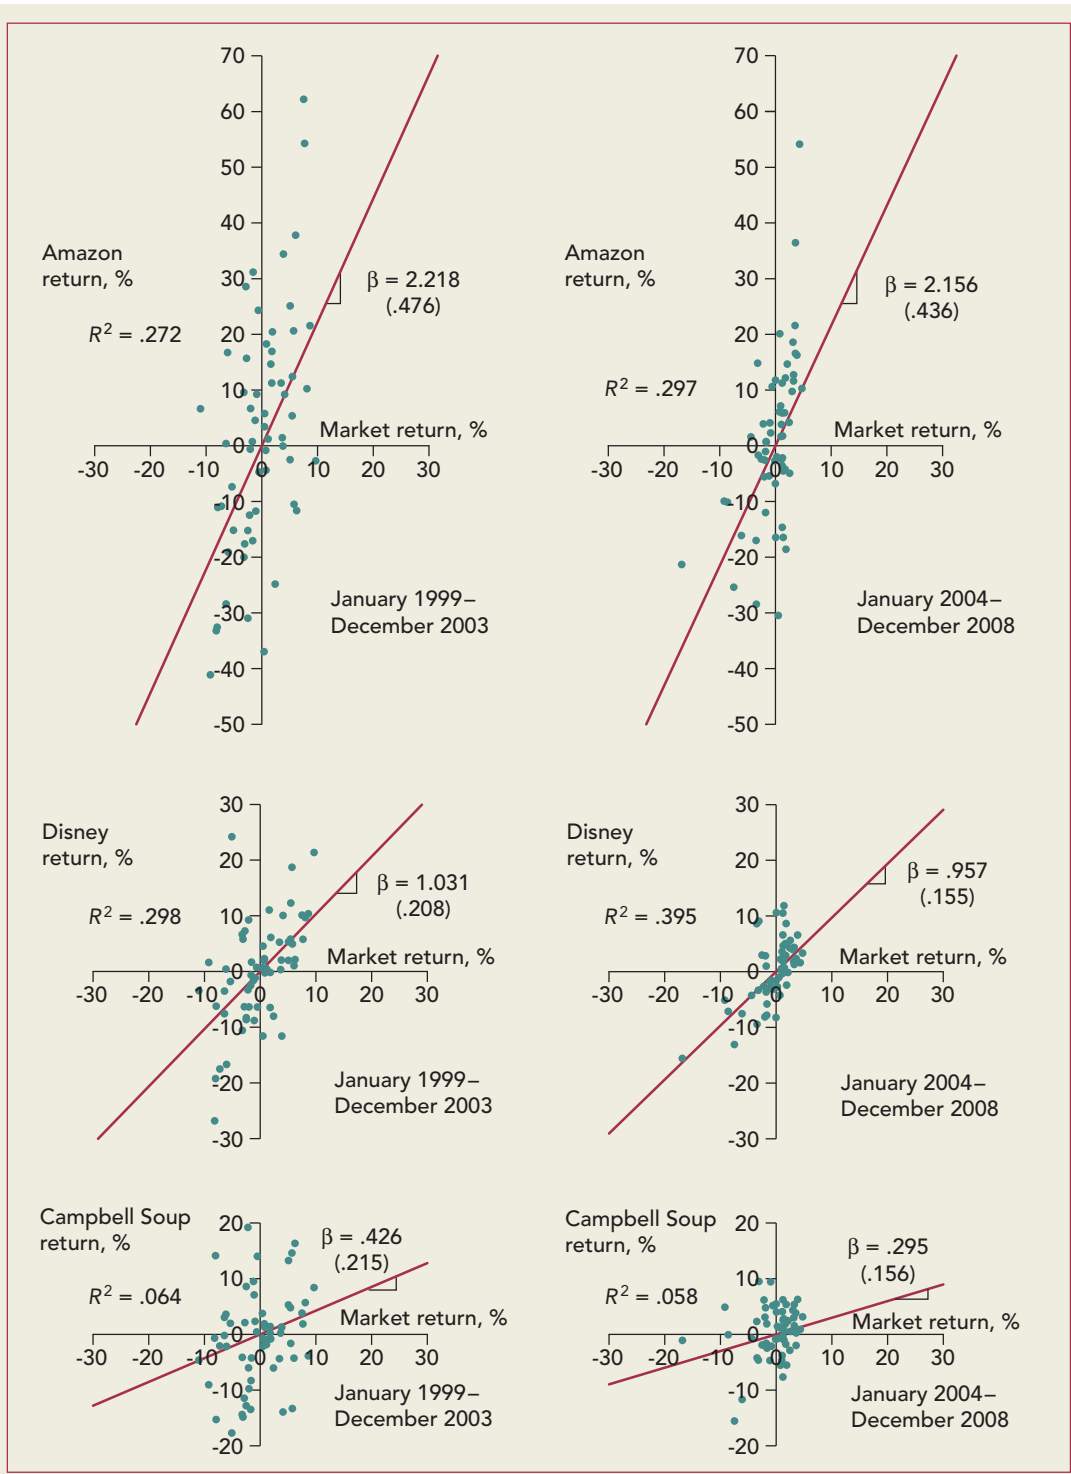 70
60
50
40
30
20
10
0
-10
-20
-30
-40
-50
-30 -20 -10 0 10 20 30
Amazon
return, %
R² = .272
β = 2.218
(.476)
Market return, %
January 1999–
December 2003
70
60
50
40
30
20
10
0
-10
-20
-30
-40
-50
-30 -20 -10 0 10 20 30
Amazon
return, %
R² = .297
β = 2.156
(.436)
Market return, %
January 2004–
December 2008
30
20
10
0
-10
-20
-30
-30 -20 -10 0 10 20 30
Disney
return, %
R² = .298
β = 1.031
(.208)
Market return, %
January 1999–
December 2003
30
20
10
0
-10
-20
-30
-30 -20 -10 0 10 20 30
Disney
return, %
R² = .395
β = .957
(.155)
Market return, %
January 2004–
December 2008
20
10
0
-10
-20
-30 -20 -10 0 10 20 30
Campbell Soup
return, %
R² = .064
β = .426
(.215)
Market return, %
January 1999–
December 2003
20
10
0
-10
-20
-30 -20 -10 0 10 20 30
Campbell Soup
return, %
R² = .058
β = .295
(.156)
Market return, %
January 2004–
December 2008